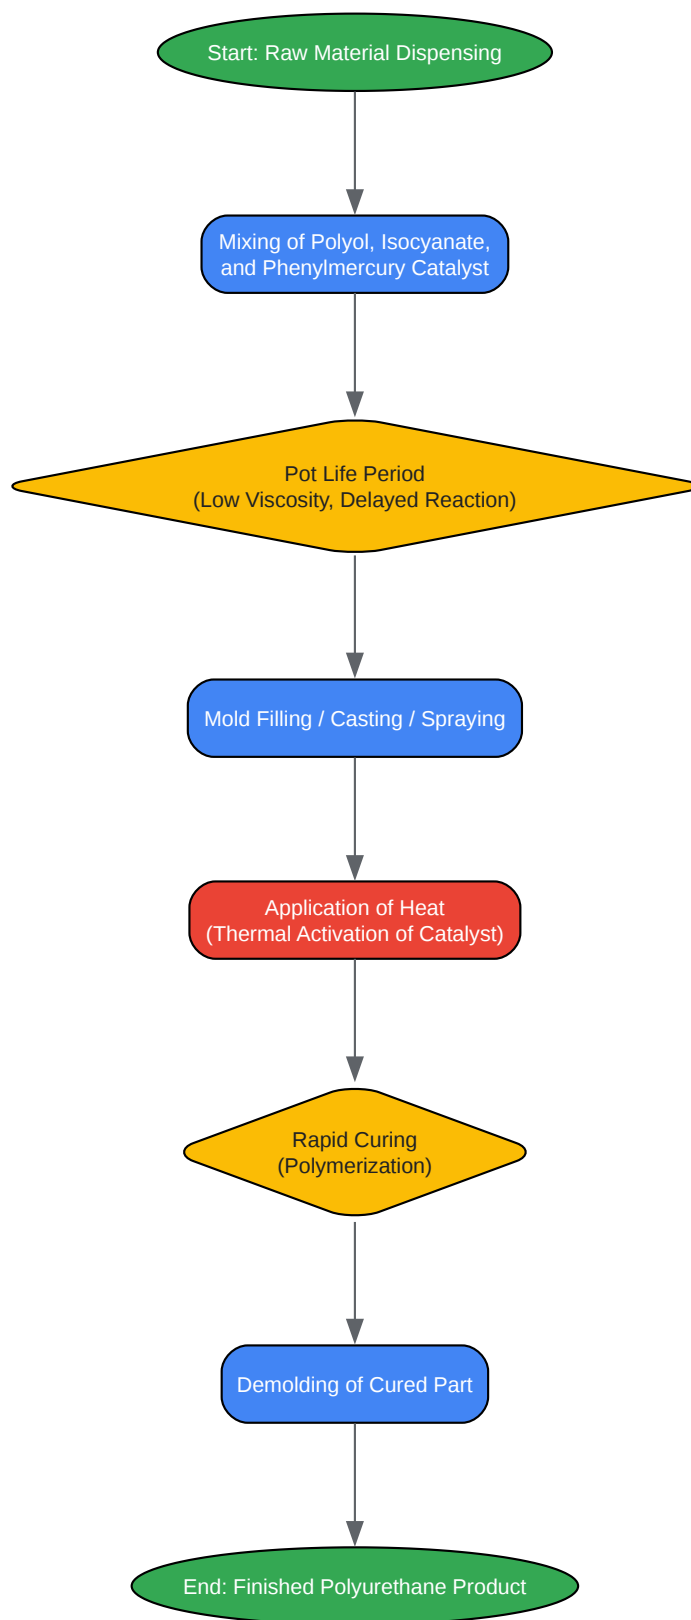 Start: Raw Material Dispensing
Mixing of Polyol, Isocyanate,
and Phenylmercury Catalyst
Pot Life Period
(Low Viscosity, Delayed Reaction)
Mold Filling / Casting / Spraying
Application of Heat
(Thermal Activation of Catalyst)
Rapid Curing
(Polymerization)
Demolding of Cured Part
End: Finished Polyurethane Product